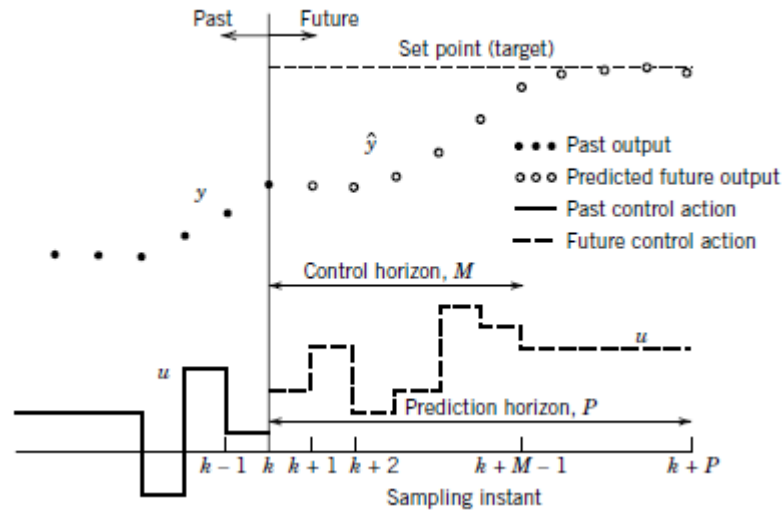 Past Future
Set point (target)
ŷ
y
Past output
Predicted future output
Past control action
Future control action
Control horizon, M
u
u
Prediction horizon, P
k − 1 k k + 1 k + 2 k + M − 1 k + P
Sampling instant